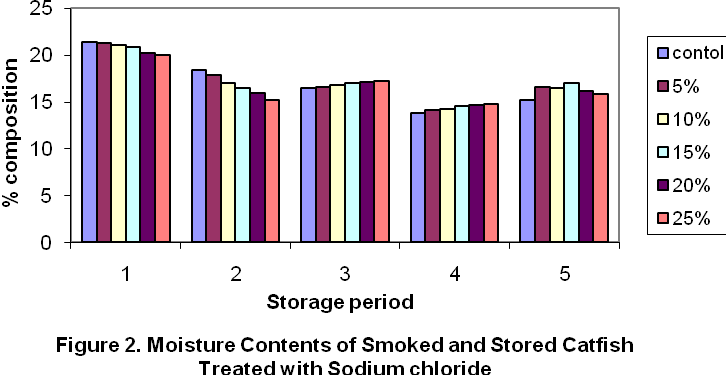 25
20
15
10
5
0
% composition
1 2 3 4 5
Storage period
contol
5%
10%
15%
20%
25%
Figure 2. Moisture Contents of Smoked and Stored Catfish
Treated with Sodium chloride